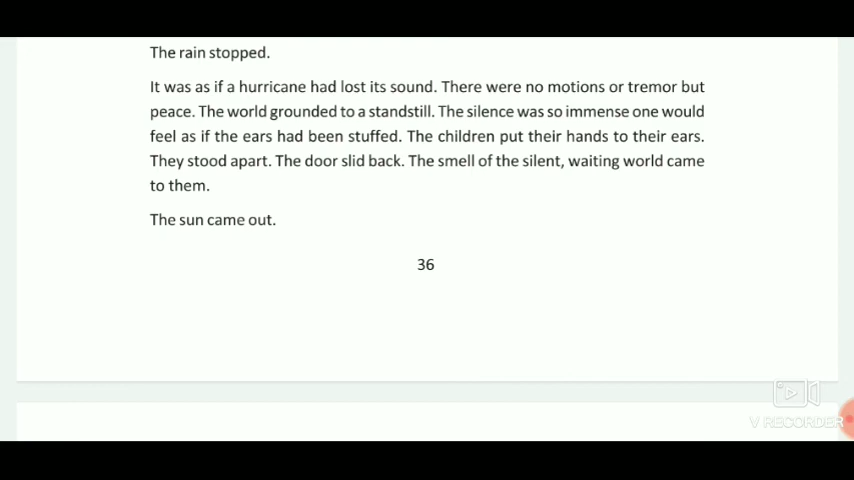 The rain stopped.
It was as if a hurricane had lost its sound. There were no motions or tremor but
peace. The world grounded to a standstill. The silence was so immense one would
feel as if the ears had been stuffed. The children put their hands to their ears.
They stood apart. The door slid back. The smell of the silent, waiting world came
to them.
The sun came out.
36
V RECORDER